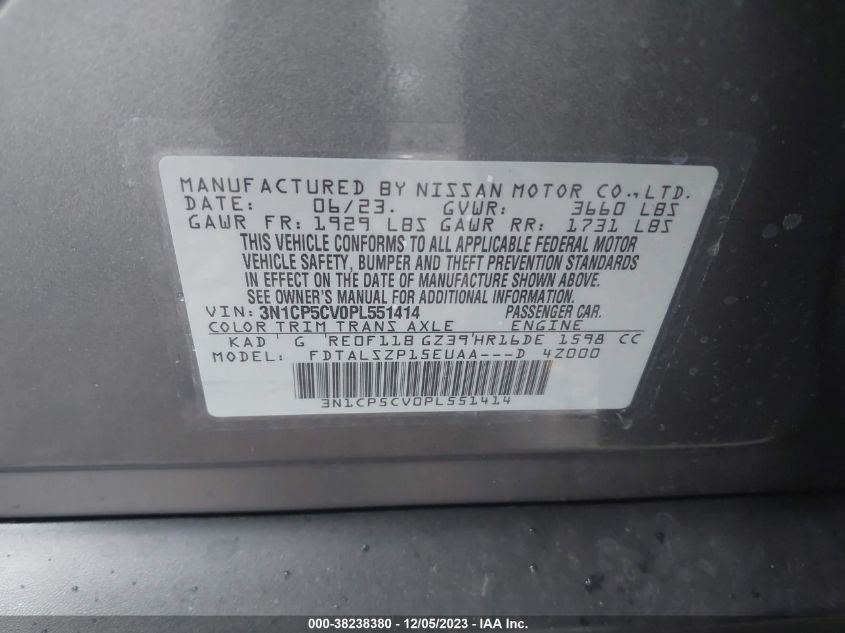 MANUFACTURED BY NISSAN MOTOR CO.,LTD.
DATE: 06/23. GVWR: 3660 LBS
GAWR FR: 1929 LBS GAWR RR: 1731 LBS
THIS VEHICLE CONFORMS TO ALL APPLICABLE FEDERAL MOTOR
VEHICLE SAFETY, BUMPER AND THEFT PREVENTION STANDARDS
IN EFFECT ON THE DATE OF MANUFACTURE SHOWN ABOVE.
SEE OWNER'S MANUAL FOR ADDITIONAL INFORMATION.
VIN: 3N1CP5CV0PL551414 PASSENGER CAR.
COLOR TRIM TRANS AXLE ENGINE
KAD G RE0F11B GZ39 HR16DE 1598 CC
MODEL: FDTALSZP15EUAA---D 4Z000
3N1CP5CV0PL551414
000-38238380 - 12/05/2023 - IAA Inc.